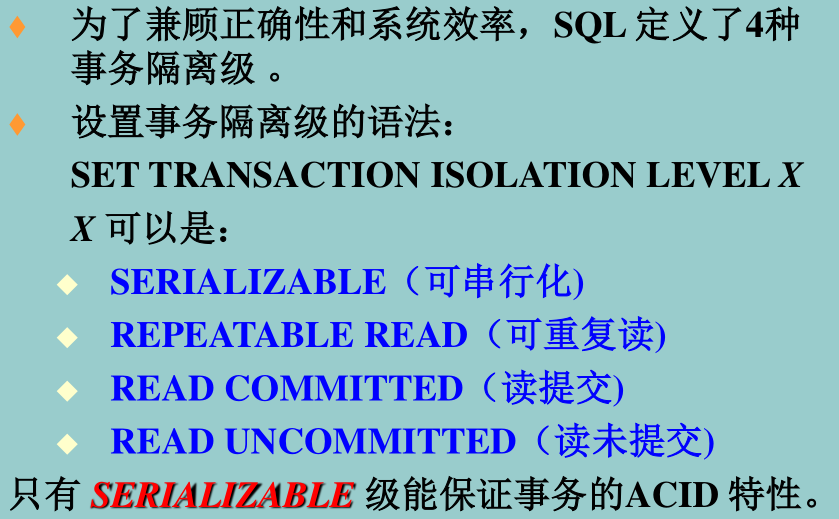 为了兼顾正确性和系统效率，SQL 定义了4种
事务隔离级 。
设置事务隔离级的语法：
SET TRANSACTION ISOLATION LEVEL X
X 可以是：
SERIALIZABLE（可串行化)
REPEATABLE READ（可重复读)
READ COMMITTED（读提交)
READ UNCOMMITTED（读未提交)
只有 SERIALIZABLE 级能保证事务的ACID 特性。